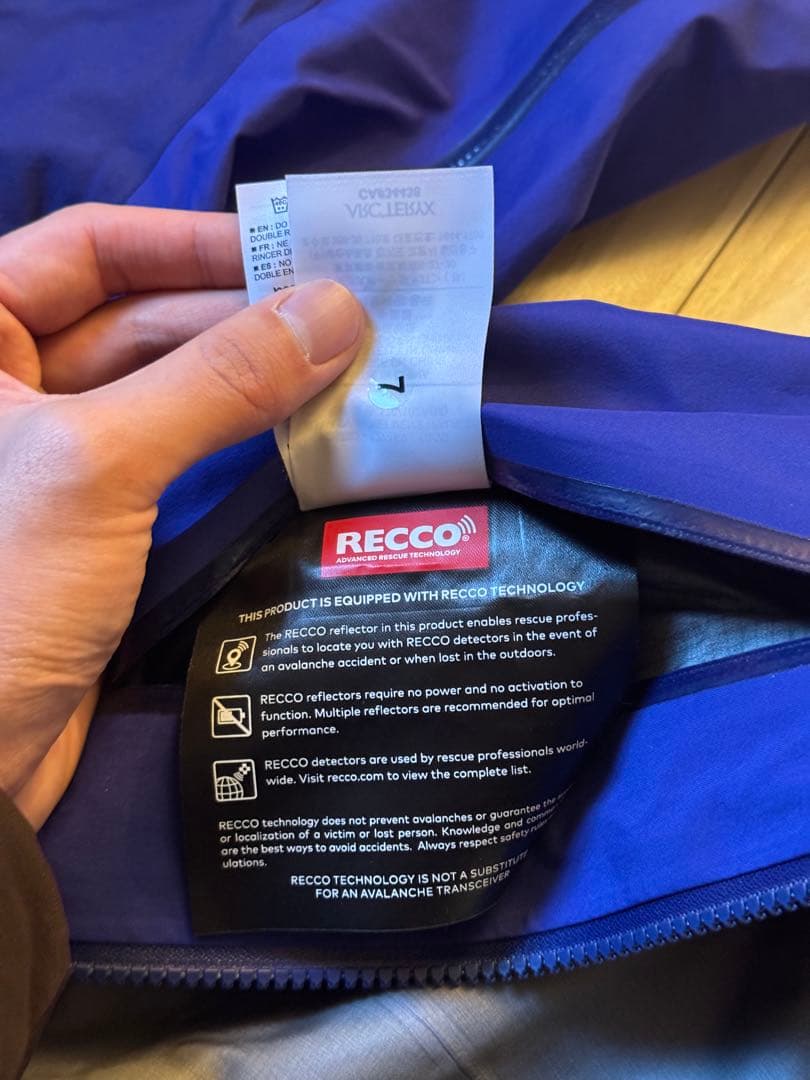 EN : DO
DOUBLE R
FR : NE
RINGER D
ES : NO
DOBLE EN
CA#34438
ARC'TERYX
7
RECCO®
ADVANCED RESCUE TECHNOLOGY
THIS PRODUCT IS EQUIPPED WITH RECCO TECHNOLOGY
The RECCO reflector in this product enables rescue profes-
sionals to locate you with RECCO detectors in the event of
an avalanche accident or when lost in the outdoors.
RECCO reflectors require no power and no activation to
function. Multiple reflectors are recommended for optimal
performance.
RECCO detectors are used by rescue professionals world-
wide. Visit recco.com to view the complete list.
RECCO technology does not prevent avalanches or guarantee the
or localization of a victim or lost person. Knowledge and comm
are the best ways to avoid accidents. Always respect safety
ulations.
RECCO TECHNOLOGY IS NOT A SUBSTITUTE
FOR AN AVALANCHE TRANSCEIVER